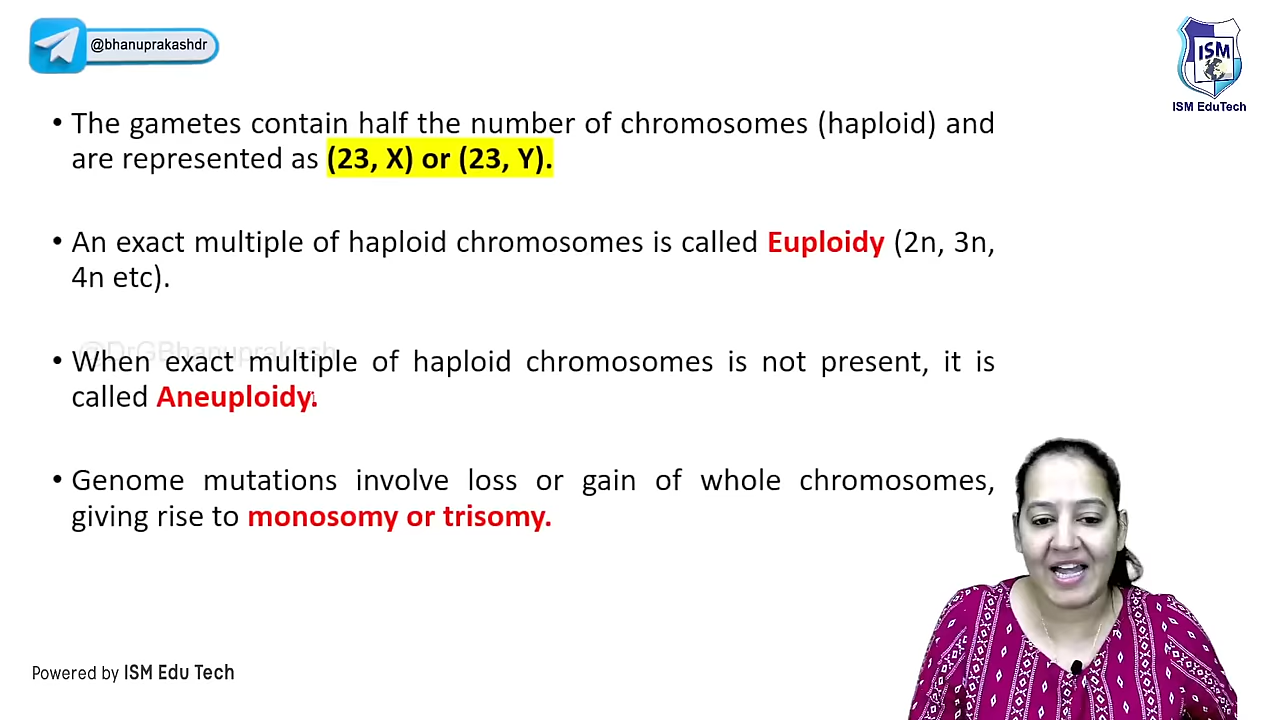 @bhanuprakashdr
ISM
ISM EduTech
• The gametes contain half the number of chromosomes (haploid) and
are represented as (23, X) or (23, Y).
• An exact multiple of haploid chromosomes is called Euploidy (2n, 3n,
4n etc).
@DrGBhanuprakash
• When exact multiple of haploid chromosomes is not present, it is
called Aneuploidy.
• Genome mutations involve loss or gain of whole chromosomes,
giving rise to monosomy or trisomy.
Powered by ISM Edu Tech